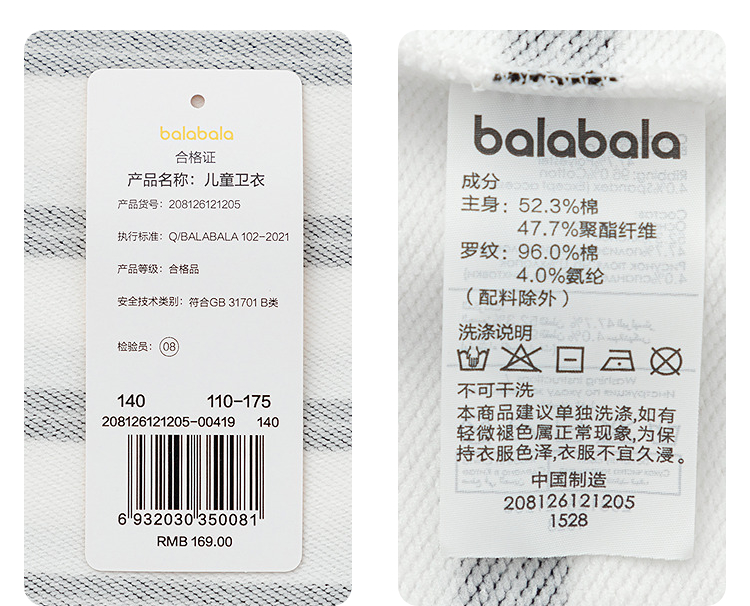 balabala
合格证
产品名称：儿童卫衣
产品货号：208126121205
执行标准：Q/BALABALA 102-2021
产品等级：合格品
安全技术类别：符合GB 31701 B类
检验员：08
140 110-175
208126121205-00419 140
6 932030 350081
RMB 169.00
balabala
成分
主身：52.3%棉
47.7%聚酯纤维
罗纹：96.0%棉
4.0%氨纶
（配料除外）
洗涤说明
不可干洗
本商品建议单独洗涤,如有
轻微褪色属正常现象,为保
持衣服色泽,衣服不宜久浸。
中国制造
208126121205
1528